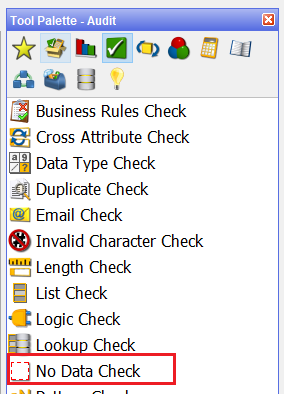 Tool Palette - Audit
Business Rules Check
Cross Attribute Check
Data Type Check
Duplicate Check
Email Check
Invalid Character Check
Length Check
List Check
Logic Check
Lookup Check
No Data Check